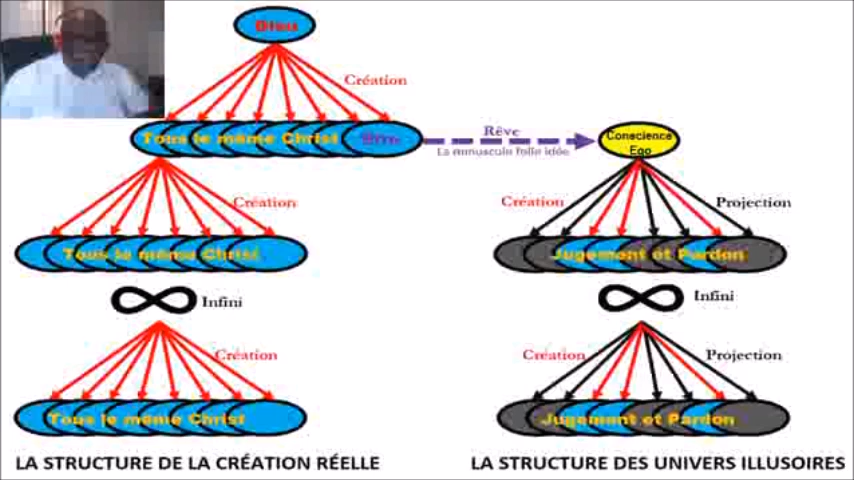 Dieu
Création
Tous le même Christ
Rêve
La minuscule folle idée
Conscience
Ego
Création
Création
Projection
Tous le même Christ
Jugement et Pardon
Infini
Infini
Création
Création
Projection
Tous le même Christ
Jugement et Pardon
LA STRUCTURE DE LA CRÉATION RÉELLE
LA STRUCTURE DES UNIVERS ILLUSOIRES